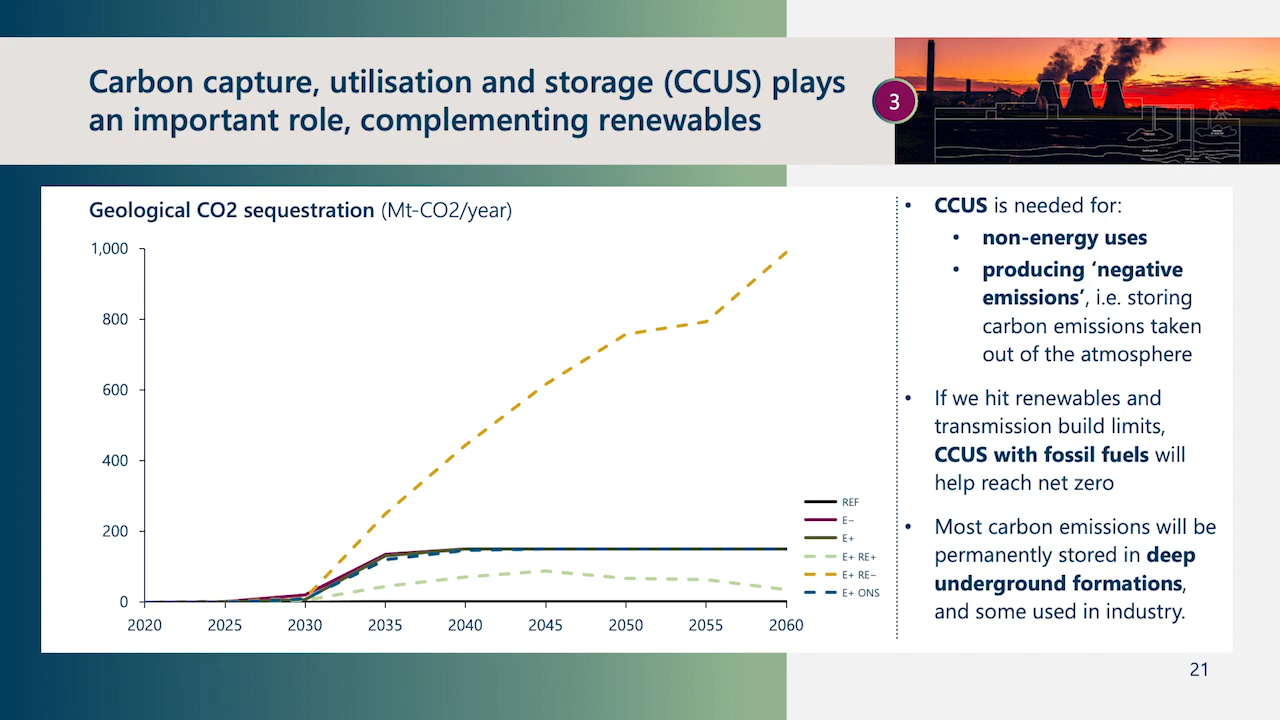 Carbon capture, utilisation and storage (CCUS) plays
an important role, complementing renewables
3
Geological CO2 sequestration (Mt-CO2/year)
1,000
800
600
400
200
0
2020 2025 2030 2035 2040 2045 2050 2055 2060
REF
E−
E+
E+ RE+
E+ RE−
E+ ONS
• CCUS is needed for:
• non-energy uses
• producing ‘negative
emissions’, i.e. storing
carbon emissions taken
out of the atmosphere
• If we hit renewables and
transmission build limits,
CCUS with fossil fuels will
help reach net zero
• Most carbon emissions will be
permanently stored in deep
underground formations,
and some used in industry.
21